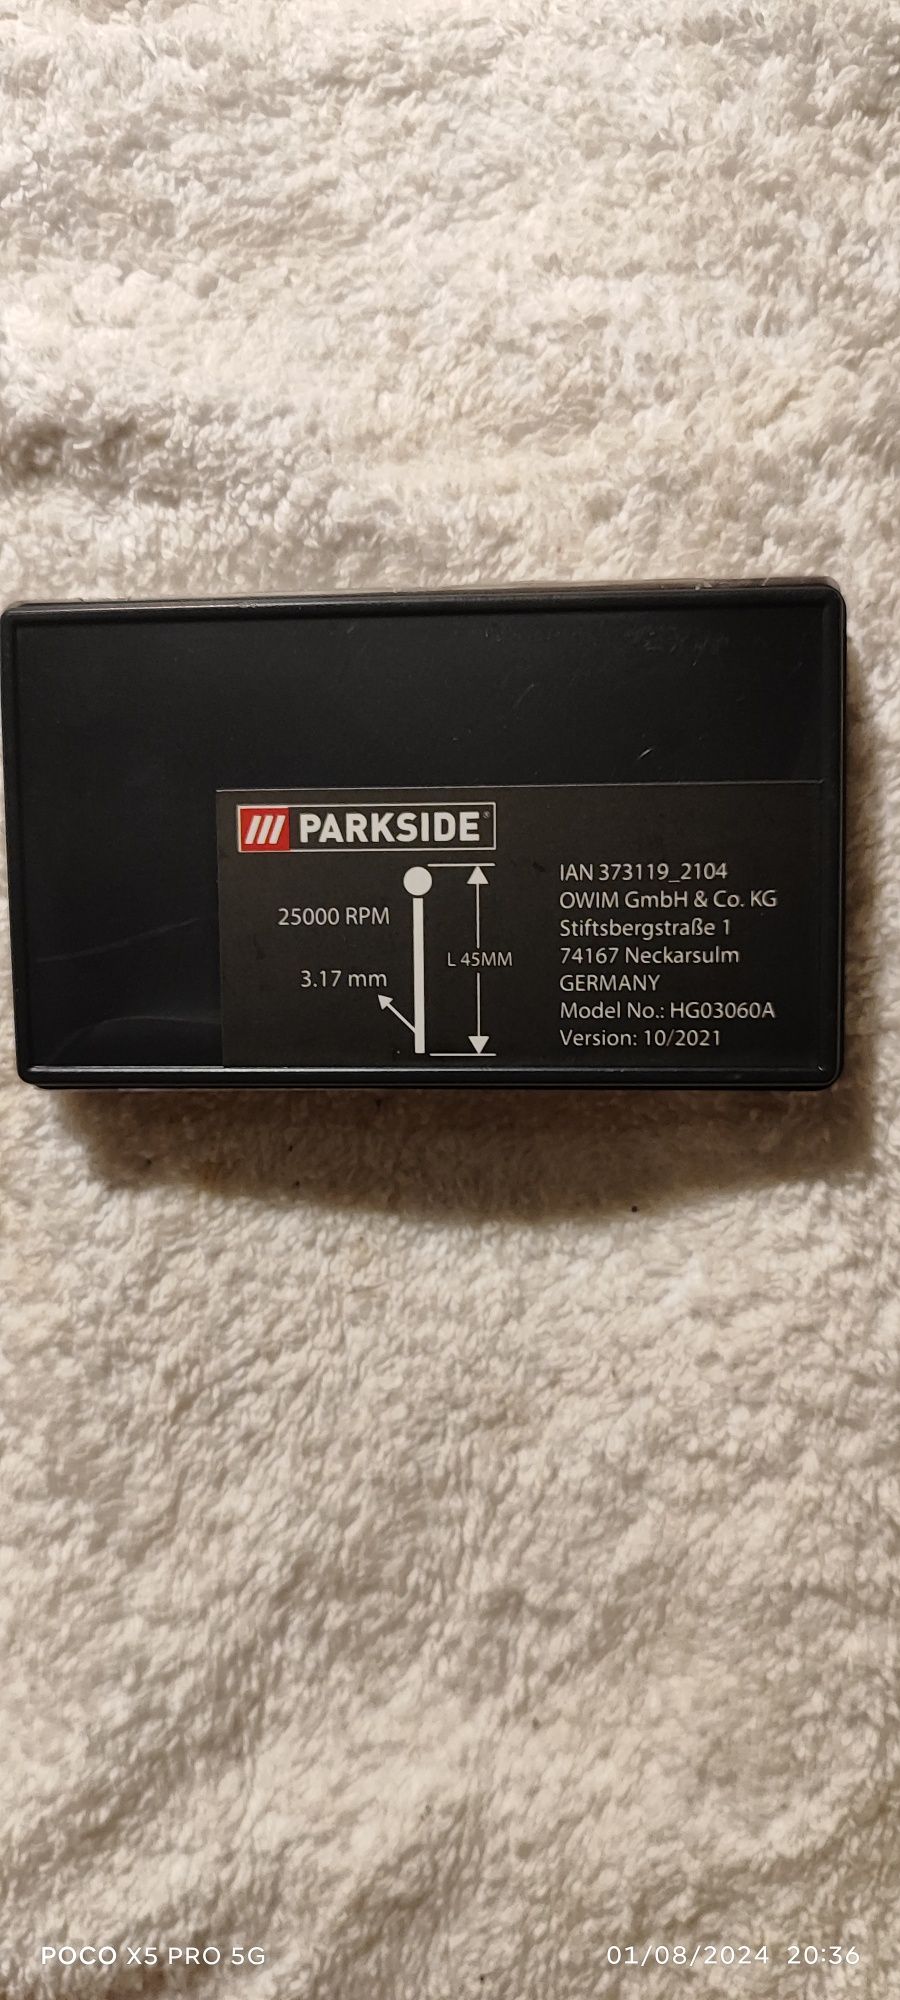 /// PARKSIDE®
25000 RPM
3.17 mm
L 45MM
IAN 373119_2104
OWIM GmbH & Co. KG
Stiftsbergstraße 1
74167 Neckarsulm
GERMANY
Model No.: HG03060A
Version: 10/2021
POCO X5 PRO 5G
01/08/2024 20:36